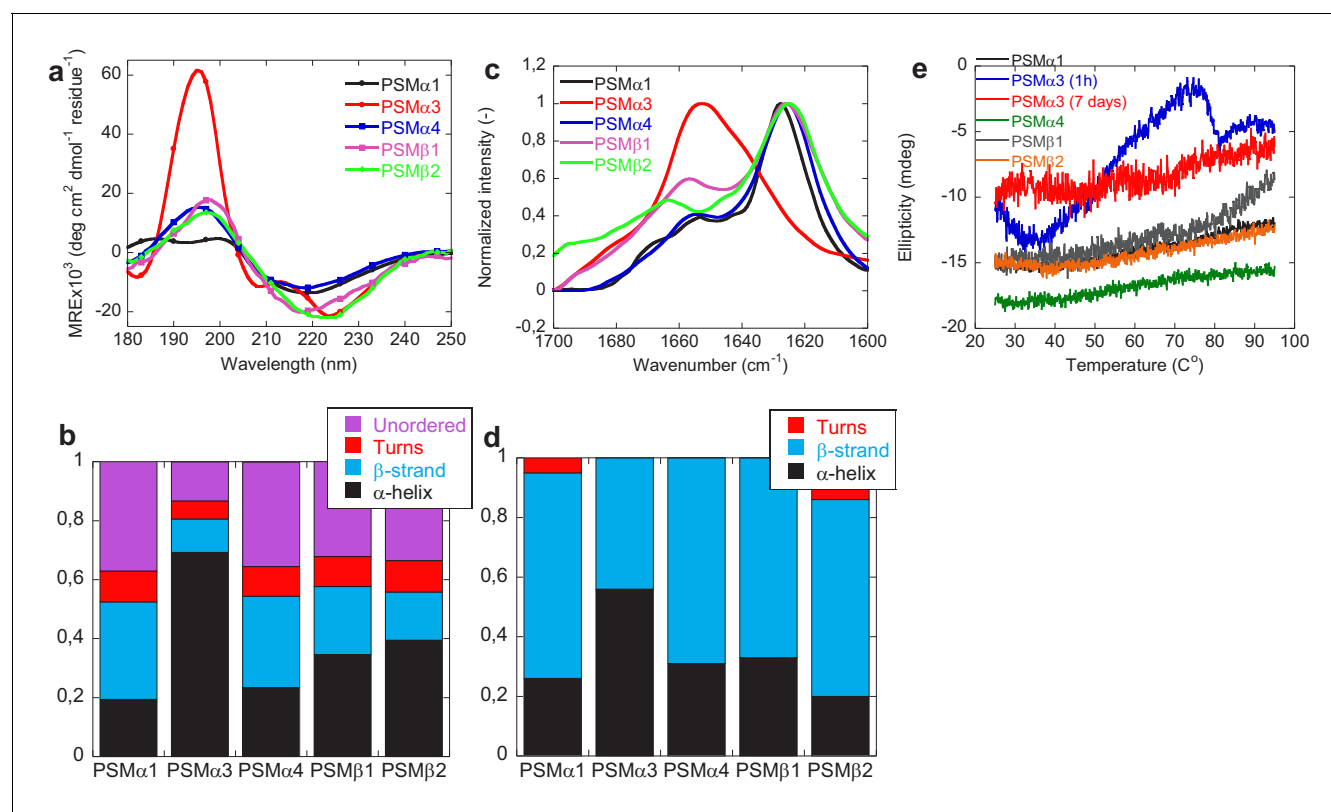 a
MREx10³ (deg cm² dmol⁻¹ residue⁻¹)
60
40
20
0
-20
180 190 200 210 220 230 240 250
Wavelength (nm)
PSMα1
PSMα3
PSMα4
PSMβ1
PSMβ2
c
Normalized intensity (-)
1,2
1
0,8
0,6
0,4
0,2
0
-0,2
1700 1680 1660 1640 1620 1600
Wavenumber (cm⁻¹)
PSMα1
PSMα3
PSMα4
PSMβ1
PSMβ2
e
Ellipticity (mdeg)
0
-5
-10
-15
-20
20 30 40 50 60 70 80 90 100
Temperature (Cº)
PSMα1
PSMα3 (1h)
PSMα3 (7 days)
PSMα4
PSMβ1
PSMβ2
b
Unordered
Turns
β-strand
α-helix
1
0,8
0,6
0,4
0,2
0
PSMα1 PSMα3 PSMα4 PSMβ1 PSMβ2
d
Turns
β-strand
α-helix
1
0,8
0,6
0,4
0,2
0
PSMα1 PSMα3 PSMα4 PSMβ1 PSMβ2